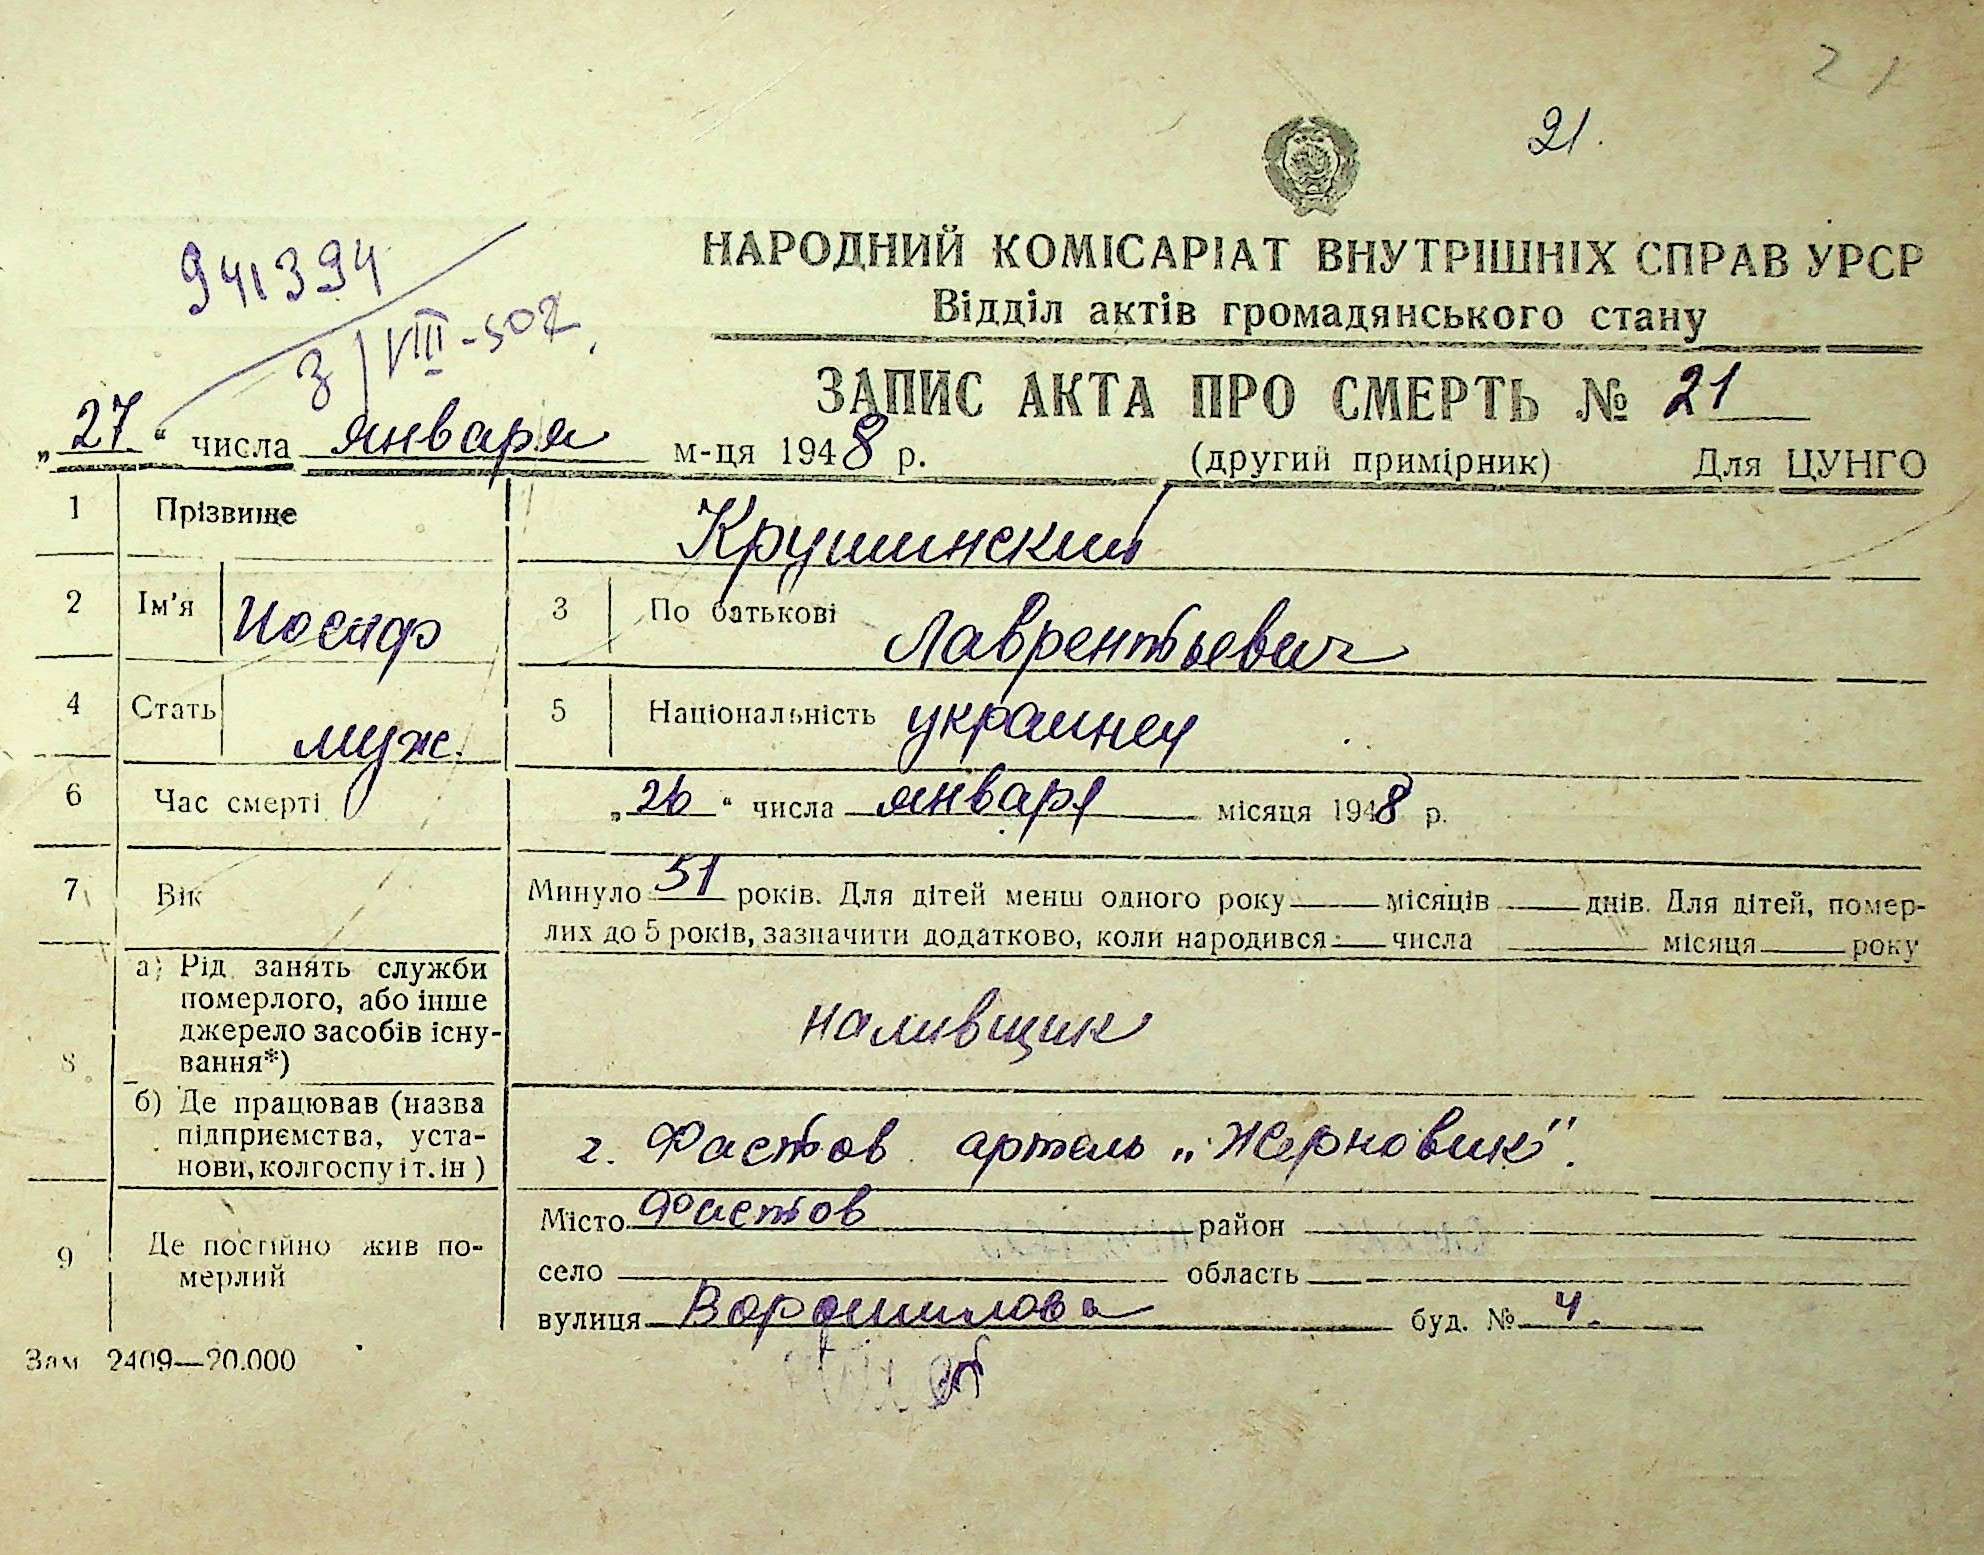 21
21.
НАРОДНИЙ КОМІСАРІАТ ВНУТРІШНІХ СПРАВ УРСР
Відділ актів громадянського стану
941394
3/VIII-50г.
ЗАПИС АКТА ПРО СМЕРТЬ № 21
„27“ числа января м-ця 1948 р. (другий примірник) Для ЦУНГО
1 Прізвище Крушинский
2 Ім'я Иосиф 3 По батькові Лаврентьевич
4 Стать муж. 5 Національність украинец
6 Час смерті „26“ числа января місяця 1948 р.
7 Вік Минуло 51 років. Для дітей менш одного року місяців днів. Для дітей, помер-
лих до 5 років, зазначити додатково, коли народився: числа місяця року
8 а) Рід занять служби
померлого, або інше
джерело засобів існу-
вання*)
наливщик
б) Де працював (назва
підприємства, уста-
нови, колгоспу і т. ін)
г. Фастов артель „Жерновик".
9 Де постійно жив по-
мерлий
Місто Фастов район
село область
вулиця Ворошилова буд. № 4.
Зам 2409—20.000